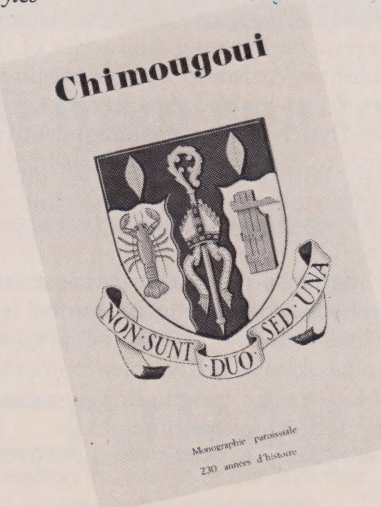 Chimougoui
NON · SUNT · DUO · SED · UNA
Monographie paroissiale
230 années d'histoire